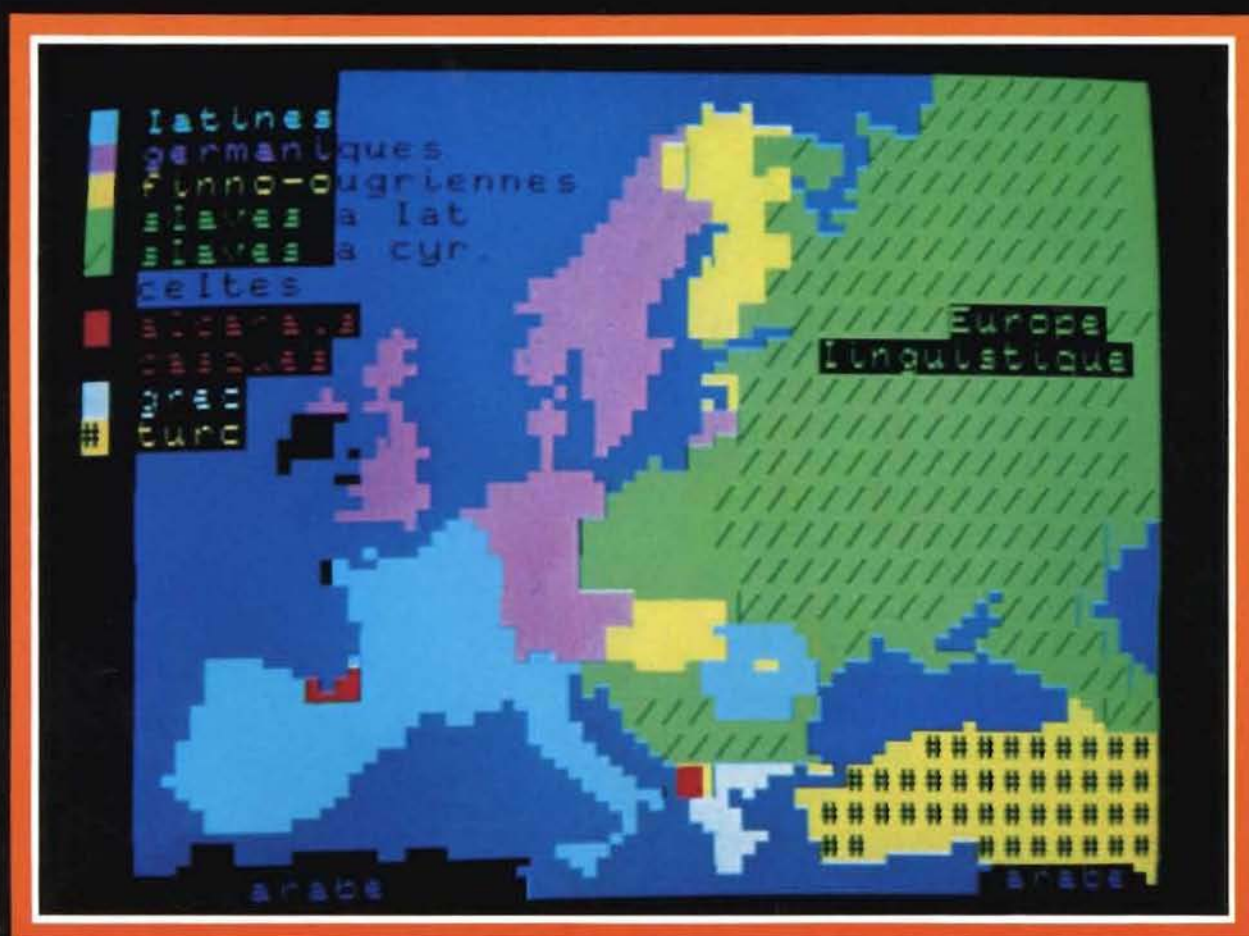 latines
germaniques
finno-ougriennes
slaves a lat
slaves a cyr.
celtes
grec
turc
Europe
linguistique
arabe
arabe